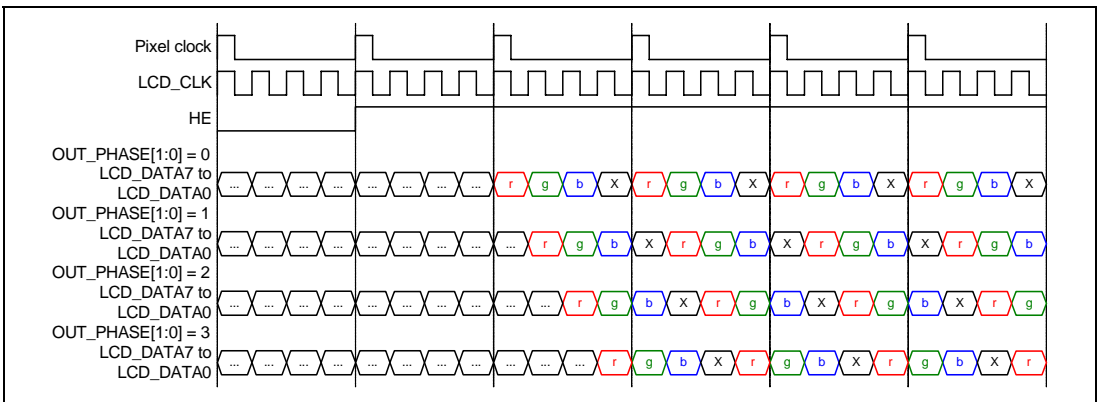 Pixel clock
LCD_CLK
HE
OUT_PHASE[1:0] = 0
LCD_DATA7 to
LCD_DATA0
... ... ... ... ... ... ... ... r g b X r g b X r g b X r g b X
OUT_PHASE[1:0] = 1
LCD_DATA7 to
LCD_DATA0
... ... ... ... ... ... ... ... ... r g b X r g b X r g b X r g b
OUT_PHASE[1:0] = 2
LCD_DATA7 to
LCD_DATA0
... ... ... ... ... ... ... ... ... ... r g b X r g b X r g b X r g
OUT_PHASE[1:0] = 3
LCD_DATA7 to
LCD_DATA0
... ... ... ... ... ... ... ... ... ... ... r g b X r g b X r g b X r